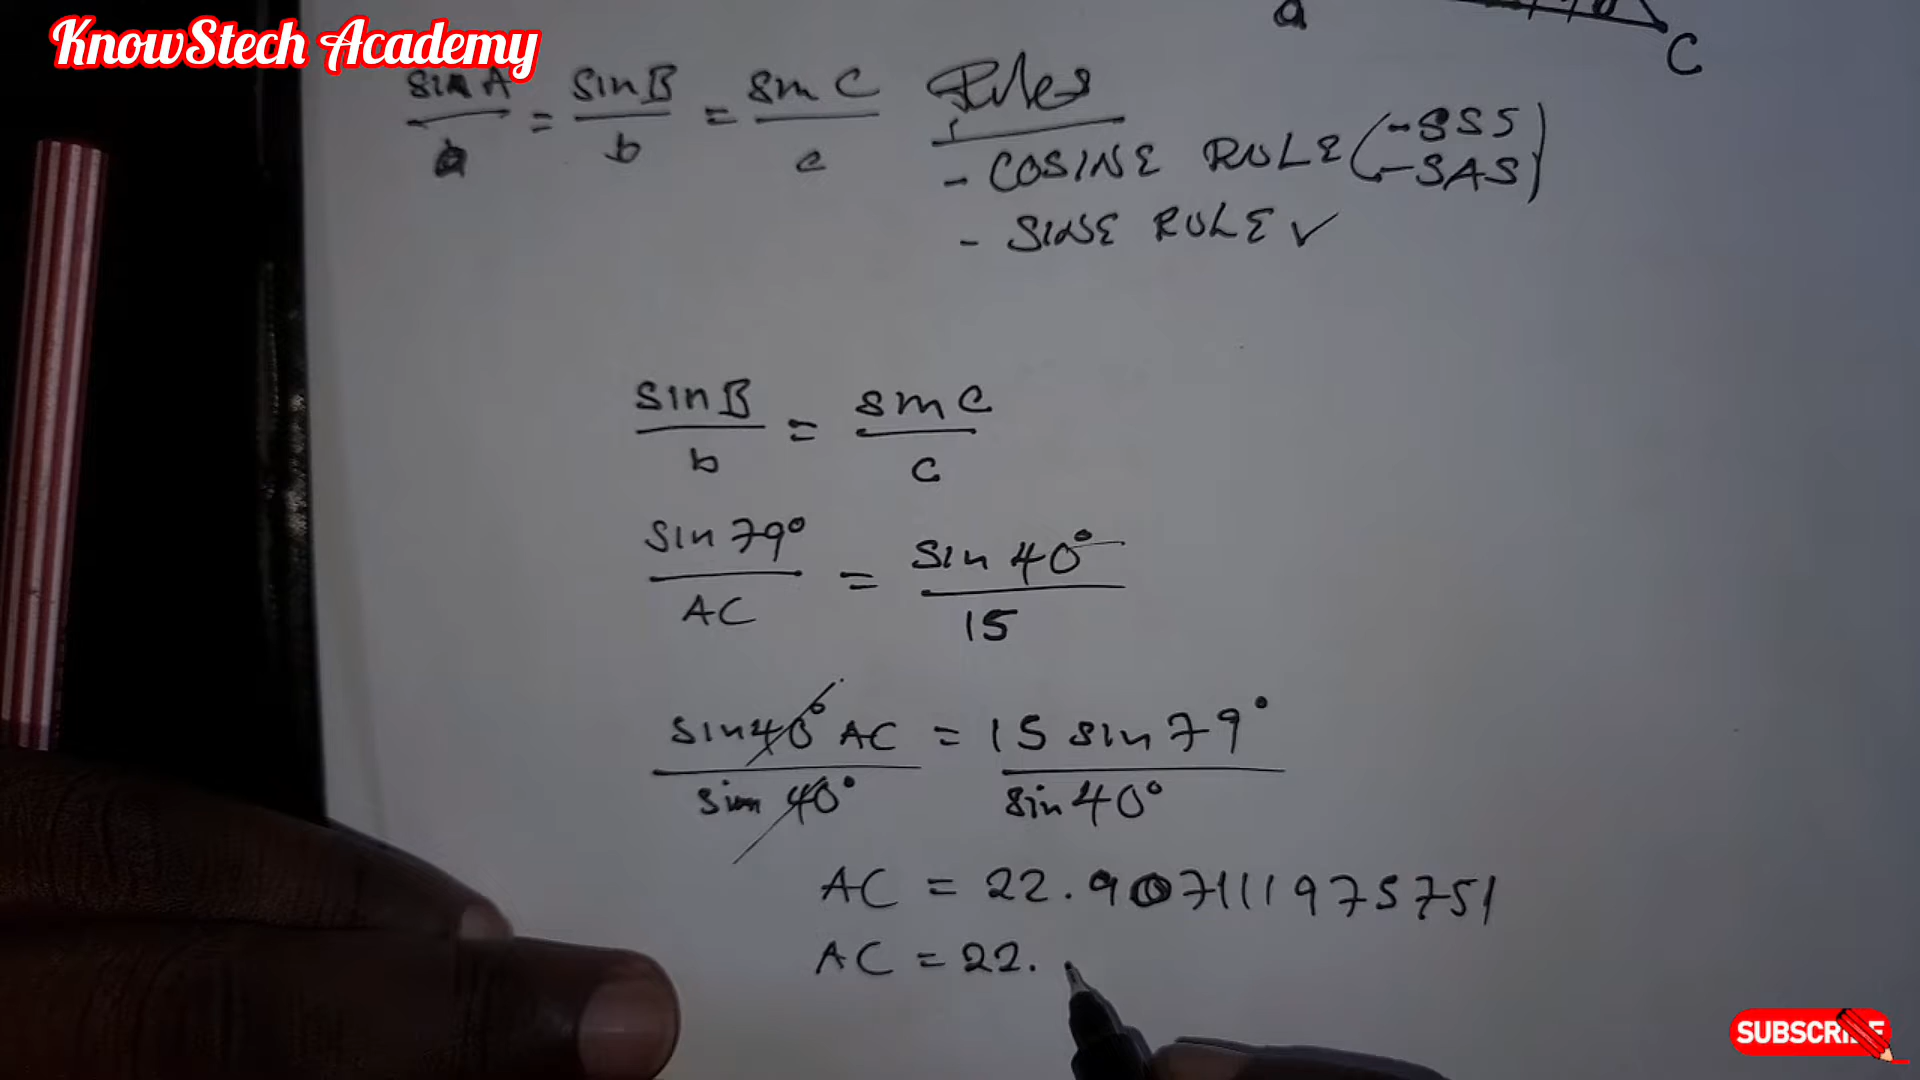 KnowStech Academy
a
C
sin A / a = sin B / b = sin C / c
Rules
- COSINE RULE (-SSS
-SAS)
- SINE RULE ✓
sin B / b = sin C / c
sin 79° / AC = sin 40° / 15
sin 40° AC / sin 40° = 15 sin 79° / sin 40°
AC = 22.907111975751
AC = 22.
SUBSCRIBE